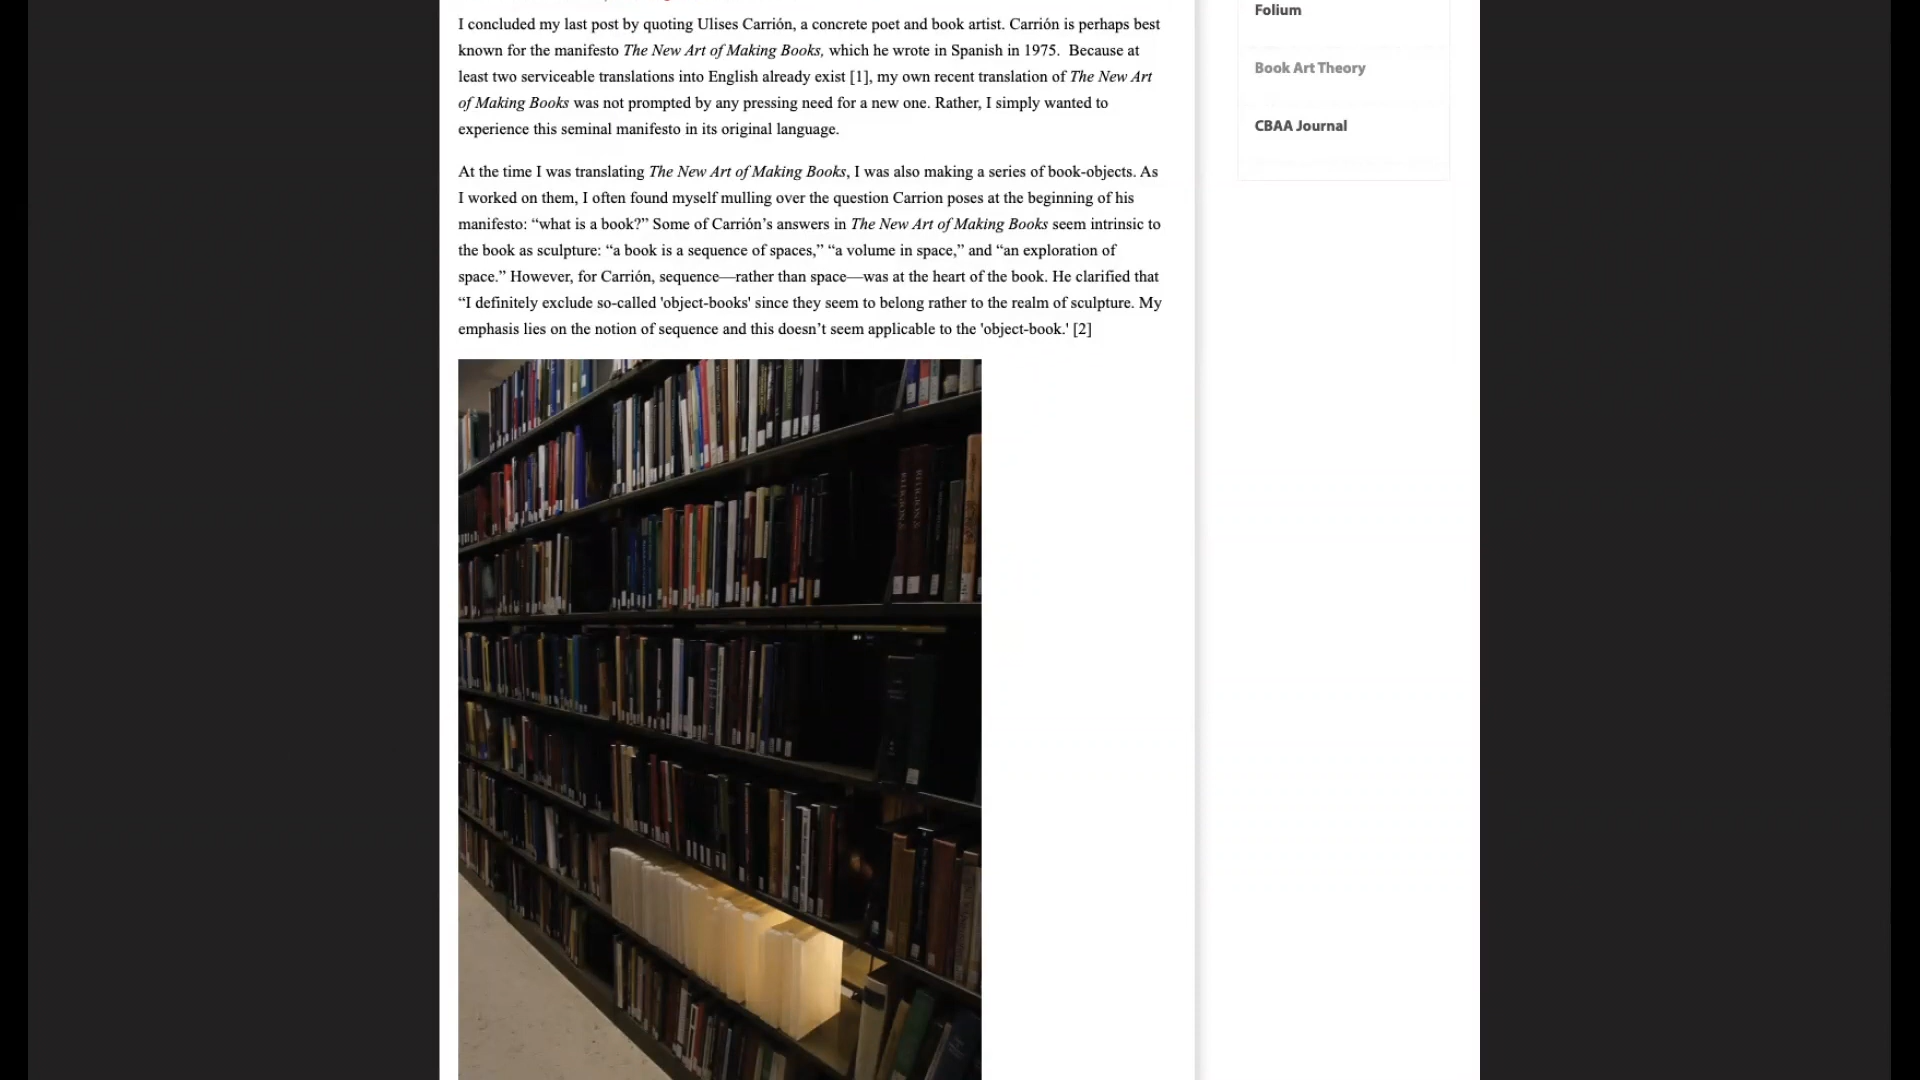 I concluded my last post by quoting Ulises Carrión, a concrete poet and book artist. Carrión is perhaps best
known for the manifesto The New Art of Making Books, which he wrote in Spanish in 1975.  Because at
least two serviceable translations into English already exist [1], my own recent translation of The New Art
of Making Books was not prompted by any pressing need for a new one. Rather, I simply wanted to
experience this seminal manifesto in its original language.
At the time I was translating The New Art of Making Books, I was also making a series of book-objects. As
I worked on them, I often found myself mulling over the question Carrion poses at the beginning of his
manifesto: “what is a book?” Some of Carrión’s answers in The New Art of Making Books seem intrinsic to
the book as sculpture: “a book is a sequence of spaces,” “a volume in space,” and “an exploration of
space.” However, for Carrión, sequence—rather than space—was at the heart of the book. He clarified that
“I definitely exclude so-called 'object-books' since they seem to belong rather to the realm of sculpture. My
emphasis lies on the notion of sequence and this doesn’t seem applicable to the 'object-book.' [2]
Folium
Book Art Theory
CBAA Journal